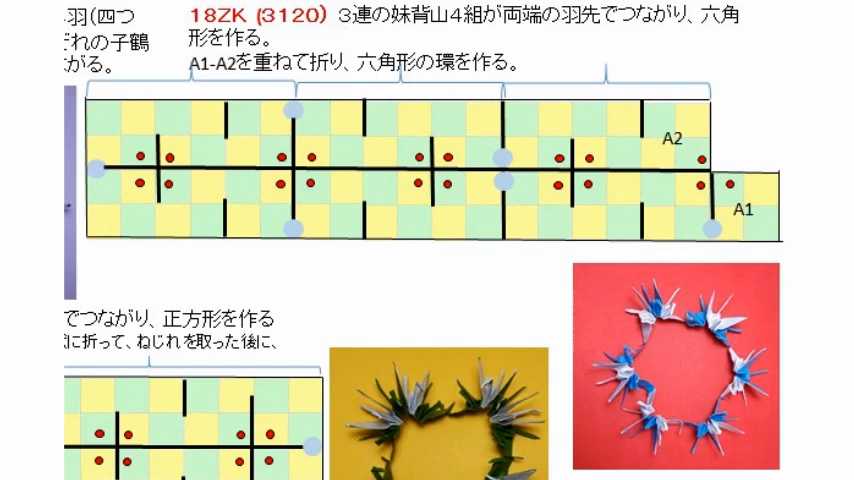 羽(四つ
ぞれの子鶴
がる。
18ZK (3120) 3連の妹背山4組が両端の羽先でつながり、六角
形を作る。
A1-A2を重ねて折り、六角形の環を作る。
A2
A1
でつながり、正方形を作る
に折って、ねじれを取った後に、